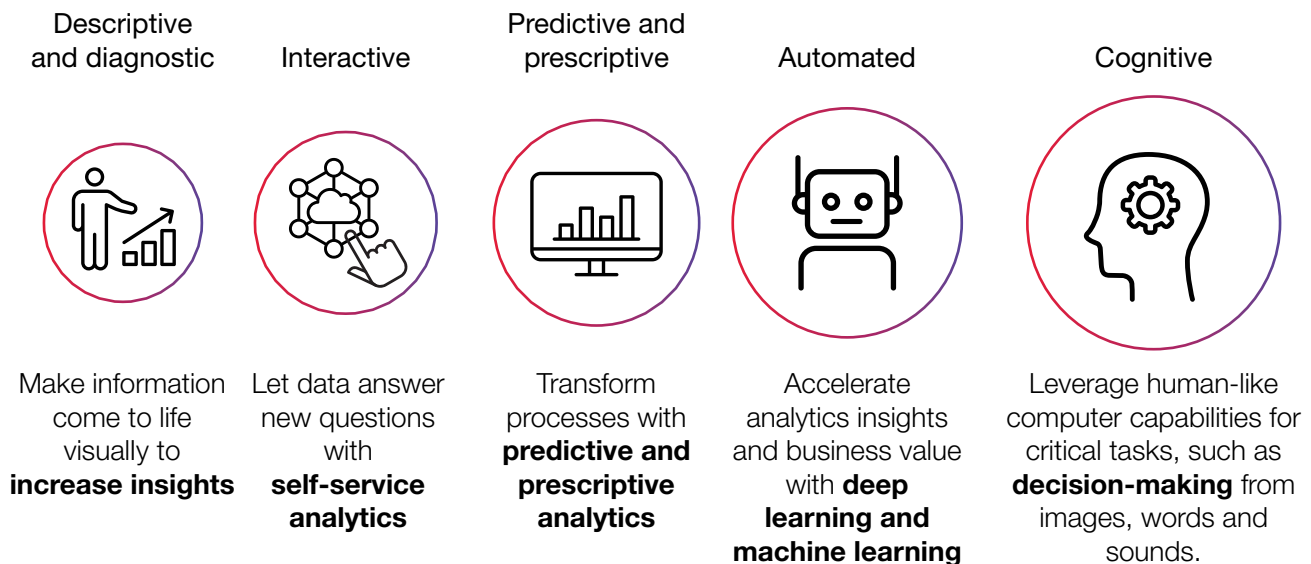 Descriptive
and diagnostic
Interactive
Predictive and
prescriptive
Automated
Cognitive
Make information
come to life
visually to
increase insights
Let data answer
new questions
with
self-service
analytics
Transform
processes with
predictive and
prescriptive
analytics
Accelerate
analytics insights
and business value
with deep
learning and
machine learning
Leverage human-like
computer capabilities for
critical tasks, such as
decision-making from
images, words and
sounds.